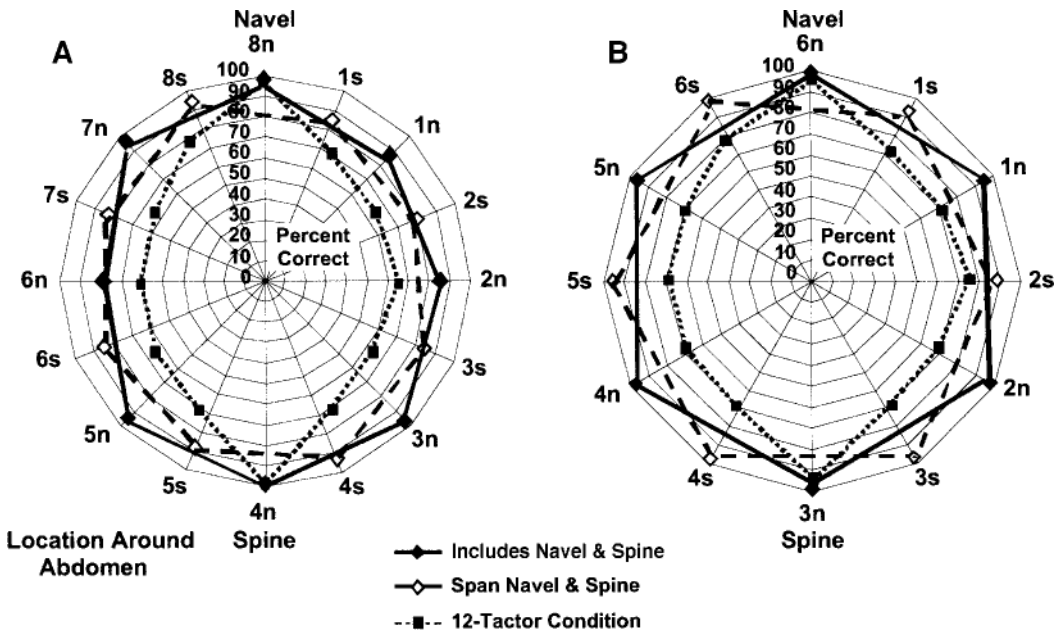 A
Navel
8n
1s
1n
2s
2n
3s
3n
4s
4n
Spine
5s
5n
6s
6n
7s
7n
8s
100
90
80
70
60
50
40
30
20
10
0
Percent
Correct
B
Navel
6n
1s
1n
2s
2n
3s
3n
Spine
4s
4n
5s
5n
6s
100
90
80
70
60
50
40
30
20
10
0
Percent
Correct
Location Around
Abdomen
Includes Navel & Spine
Span Navel & Spine
12-Tactor Condition